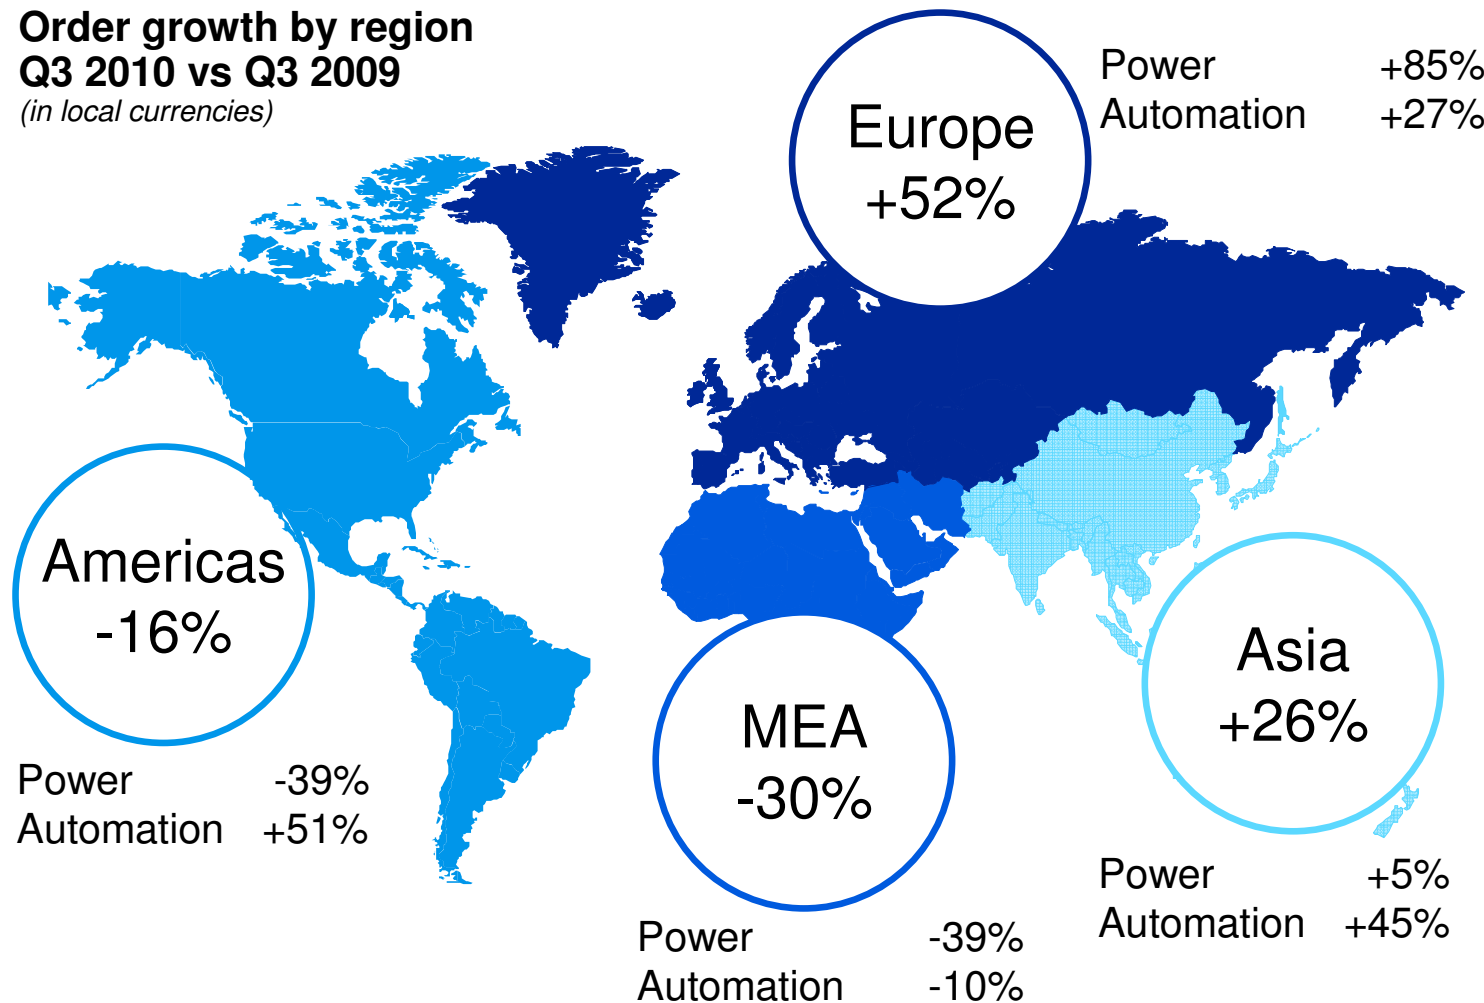 Order growth by region
Q3 2010 vs Q3 2009
(in local currencies)
Europe
+52%
Power +85%
Automation +27%
Americas
-16%
Power -39%
Automation +51%
MEA
-30%
Power -39%
Automation -10%
Asia
+26%
Power +5%
Automation +45%